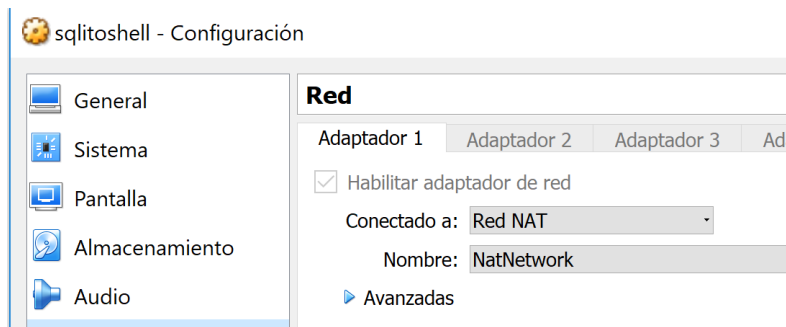 sqlitoshell - Configuración
General
Sistema
Pantalla
Almacenamiento
Audio
Red
Adaptador 1 Adaptador 2 Adaptador 3 Ad
Habilitar adaptador de red
Conectado a: Red NAT
Nombre: NatNetwork
Avanzadas